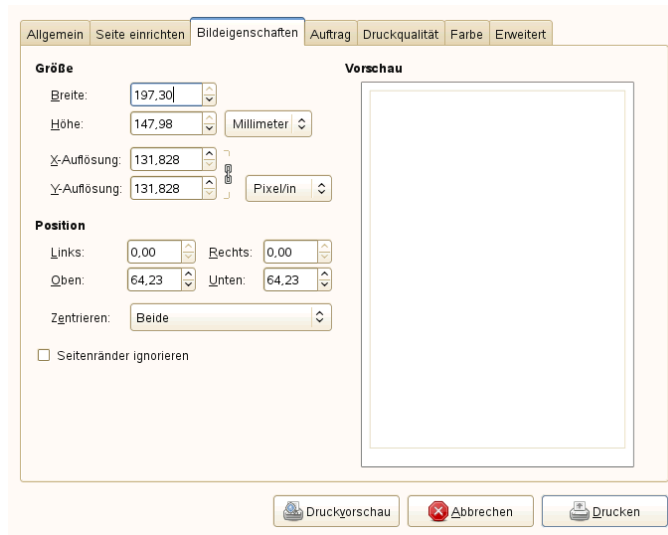 Allgemein Seite einrichten Bildeigenschaften Auftrag Druckqualität Farbe Erweitert
Größe
Breite: 197,30
Höhe: 147,98 Millimeter
X-Auflösung: 131,828
Y-Auflösung: 131,828 Pixel/in
Position
Links: 0,00 Rechts: 0,00
Oben: 64,23 Unten: 64,23
Zentrieren: Beide
Seitenränder ignorieren
Vorschau
Druckvorschau Abbrechen Drucken